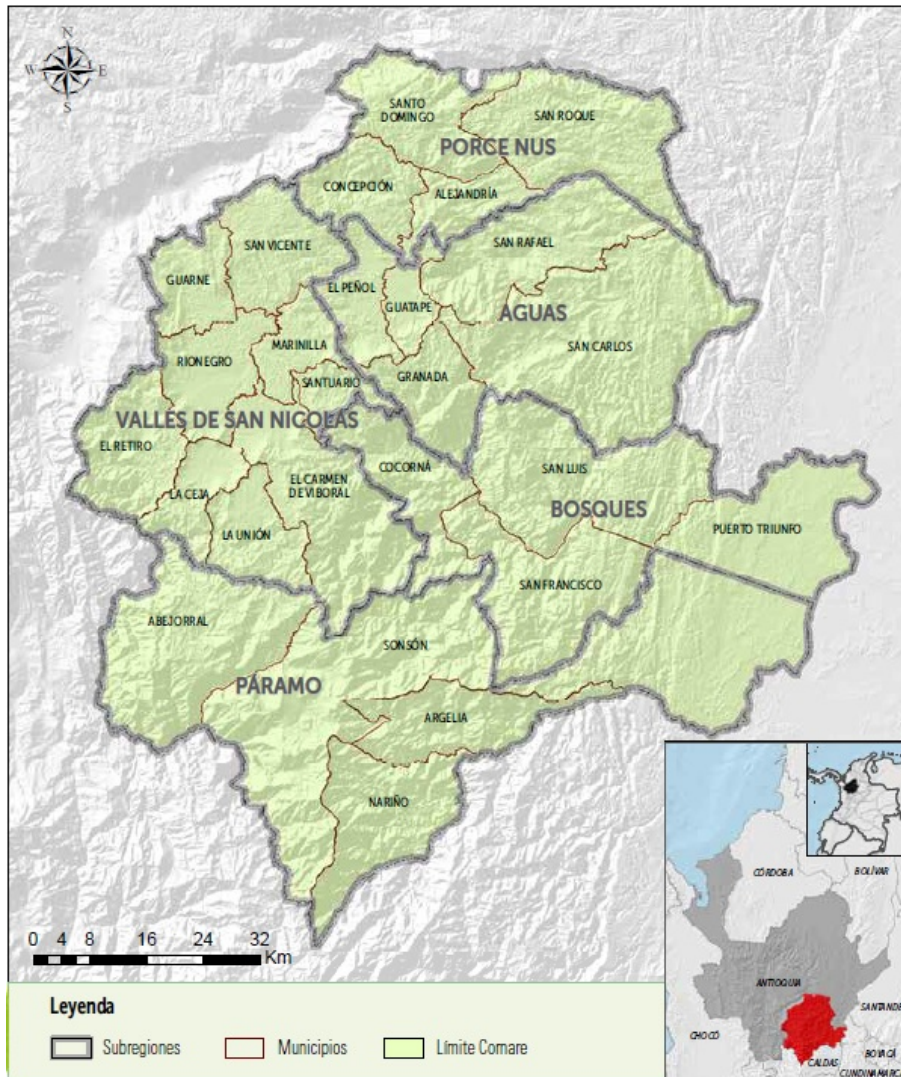 N
W E
S
SANTO
DOMINGO
SAN ROQUE
PORCE NUS
CONCEPCIÓN
ALEJANDRÍA
SAN VICENTE
SAN RAFAEL
GUARNE
EL PEÑOL
GUATAPE
AGUAS
MARINILLA
SAN CARLOS
RIONEGRO
GRANADA
SANTUARIO
VALLES DE SAN NICOLAS
EL RETIRO
COCORNÁ
SAN LUIS
EL CARMEN
DE VIBORAL
LA CEJA
BOSQUES
LA UNIÓN
PUERTO TRIUNFO
SAN FRANCISCO
ABEJORRAL
SONSÓN
PÁRAMO
ARGELIA
NARIÑO
0 4 8 16 24 32
Km
CÓRDOBA
BOLÍVAR
ANTIOQUIA
SANTANDE
CHOCÓ
BOYACÁ
CALDAS
CUNDINAMARCA
Leyenda
Subregiones
Municipios
Límite Cornare